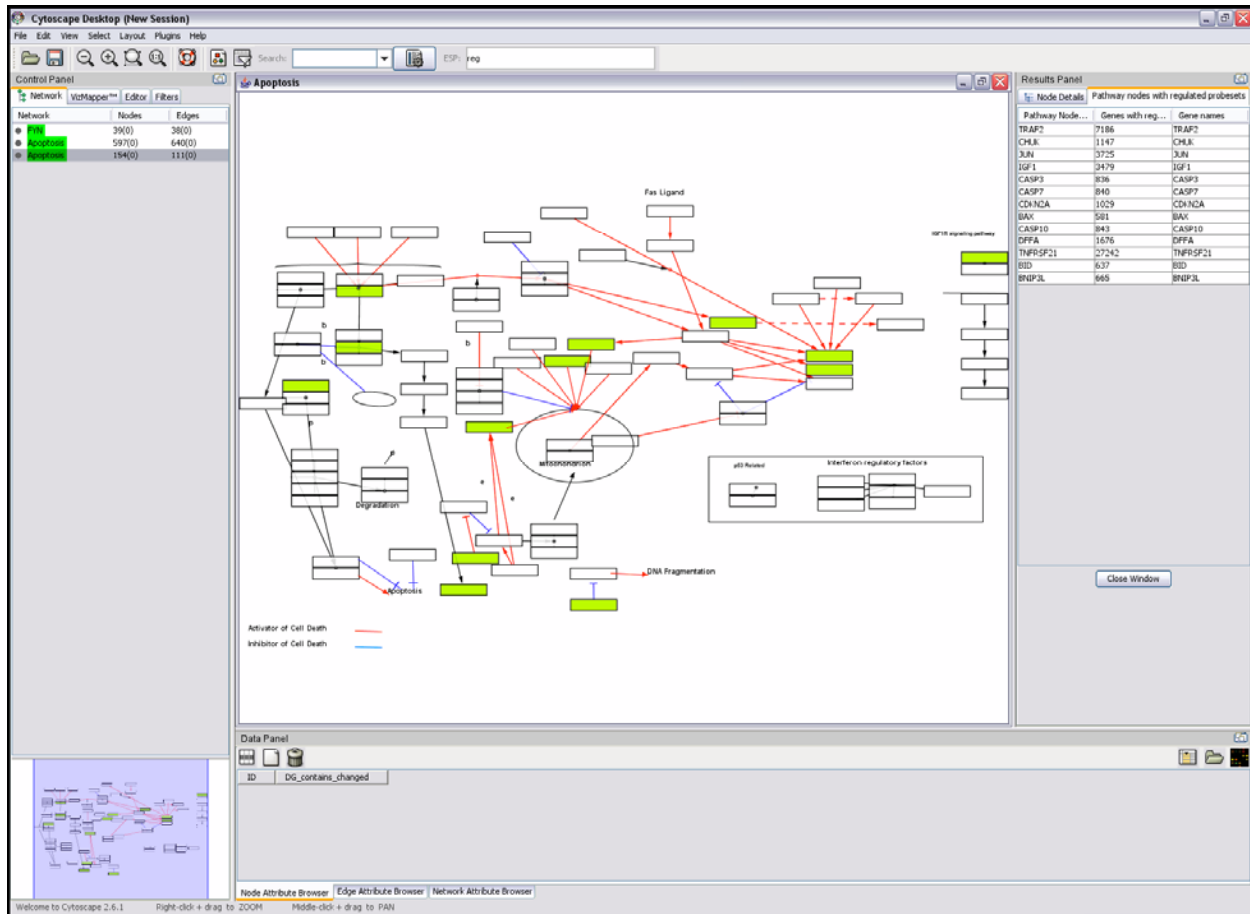 Cytoscape Desktop (New Session)
File Edit View Select Layout Plugins Help
Search: ESP: reg
Control Panel
Network VizMapper™ Editor Filters
Network Nodes Edges
FYN 39(0) 38(0)
Apoptosis 597(0) 640(0)
Apoptosis 154(0) 111(0)
Apoptosis
Fas Ligand
IGF1R signaling pathway
b
b
b
p
p
e
e
Mitochondrion
Degradation
p53 Related
Interferon regulatory factors
DNA Fragmentation
Apoptosis
Activator of Cell Death
Inhibitor of Cell Death
Results Panel
Node Details Pathway nodes with regulated probesets
Pathway Node... Genes with reg... Gene names
TRAF2 7186 TRAF2
CHUK 1147 CHUK
JUN 3725 JUN
IGF1 3479 IGF1
CASP3 836 CASP3
CASP7 840 CASP7
CDKN2A 1029 CDKN2A
BAX 581 BAX
CASP10 843 CASP10
DFFA 1676 DFFA
TNFRSF21 27242 TNFRSF21
BID 637 BID
BNIP3L 665 BNIP3L
Close Window
Data Panel
ID DG_contains_changed
Node Attribute Browser Edge Attribute Browser Network Attribute Browser
Welcome to Cytoscape 2.6.1 Right-click + drag to ZOOM Middle-click + drag to PAN